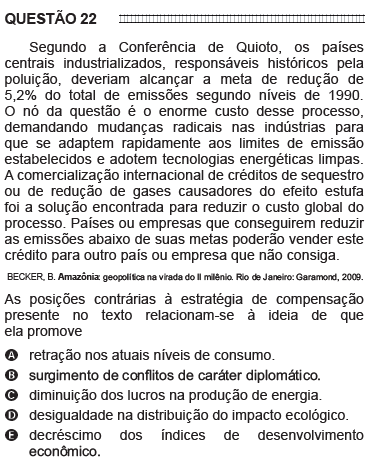 QUESTÃO 22
Segundo a Conferência de Quioto, os países
centrais industrializados, responsáveis históricos pela
poluição, deveriam alcançar a meta de redução de
5,2% do total de emissões segundo níveis de 1990.
O nó da questão é o enorme custo desse processo,
demandando mudanças radicais nas indústrias para
que se adaptem rapidamente aos limites de emissão
estabelecidos e adotem tecnologias energéticas limpas.
A comercialização internacional de créditos de sequestro
ou de redução de gases causadores do efeito estufa
foi a solução encontrada para reduzir o custo global do
processo. Países ou empresas que conseguirem reduzir
as emissões abaixo de suas metas poderão vender este
crédito para outro país ou empresa que não consiga.
BECKER, B. Amazônia: geopolítica na virada do II milênio. Rio de Janeiro: Garamond, 2009.
As posições contrárias à estratégia de compensação
presente no texto relacionam-se à ideia de que
ela promove
A retração nos atuais níveis de consumo.
B surgimento de conflitos de caráter diplomático.
C diminuição dos lucros na produção de energia.
D desigualdade na distribuição do impacto ecológico.
E decréscimo dos índices de desenvolvimento
econômico.